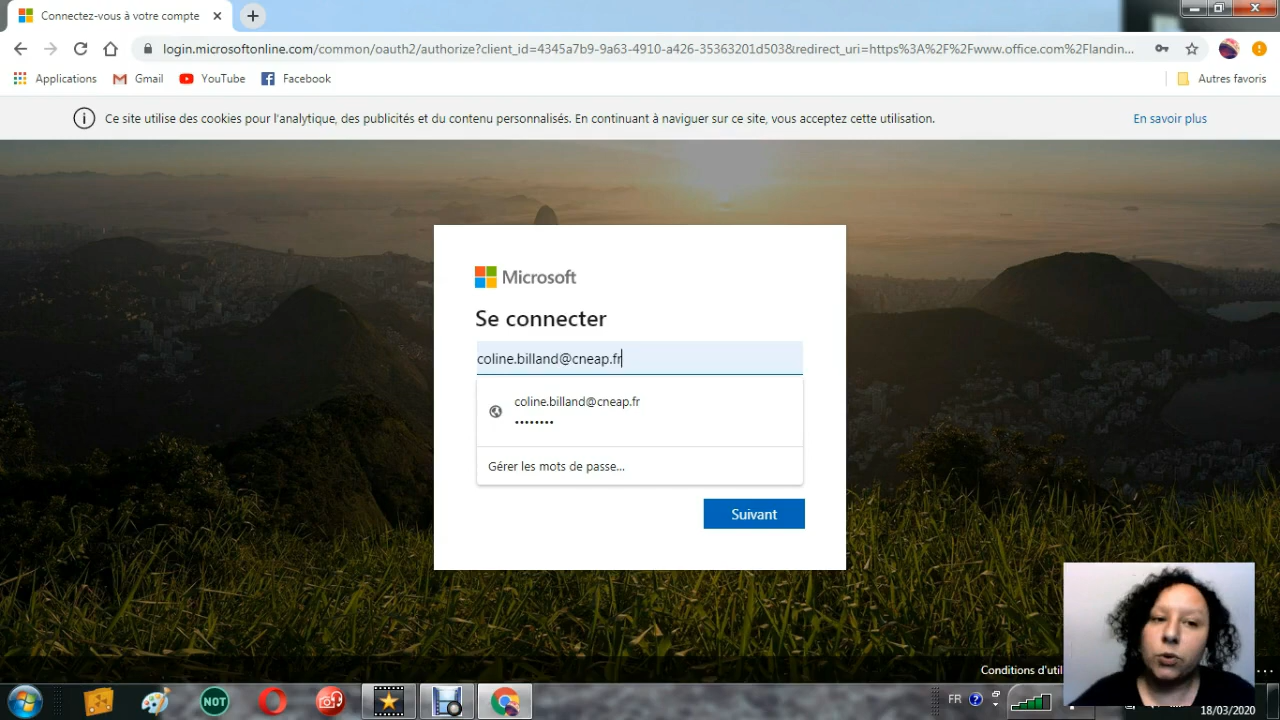 Connectez-vous à votre compte
login.microsoftonline.com/common/oauth2/authorize?client_id=4345a7b9-9a63-4910-a426-35363201d503&redirect_uri=https%3A%2F%2Fwww.office.com%2Flandin...
Applications Gmail YouTube Facebook Autres favoris
Ce site utilise des cookies pour l'analytique, des publicités et du contenu personnalisés. En continuant à naviguer sur ce site, vous acceptez cette utilisation. En savoir plus
Microsoft
Se connecter
coline.billand@cneap.fr
coline.billand@cneap.fr
••••••••
Gérer les mots de passe...
Suivant
Conditions d'util
NOT
FR
18/03/2020